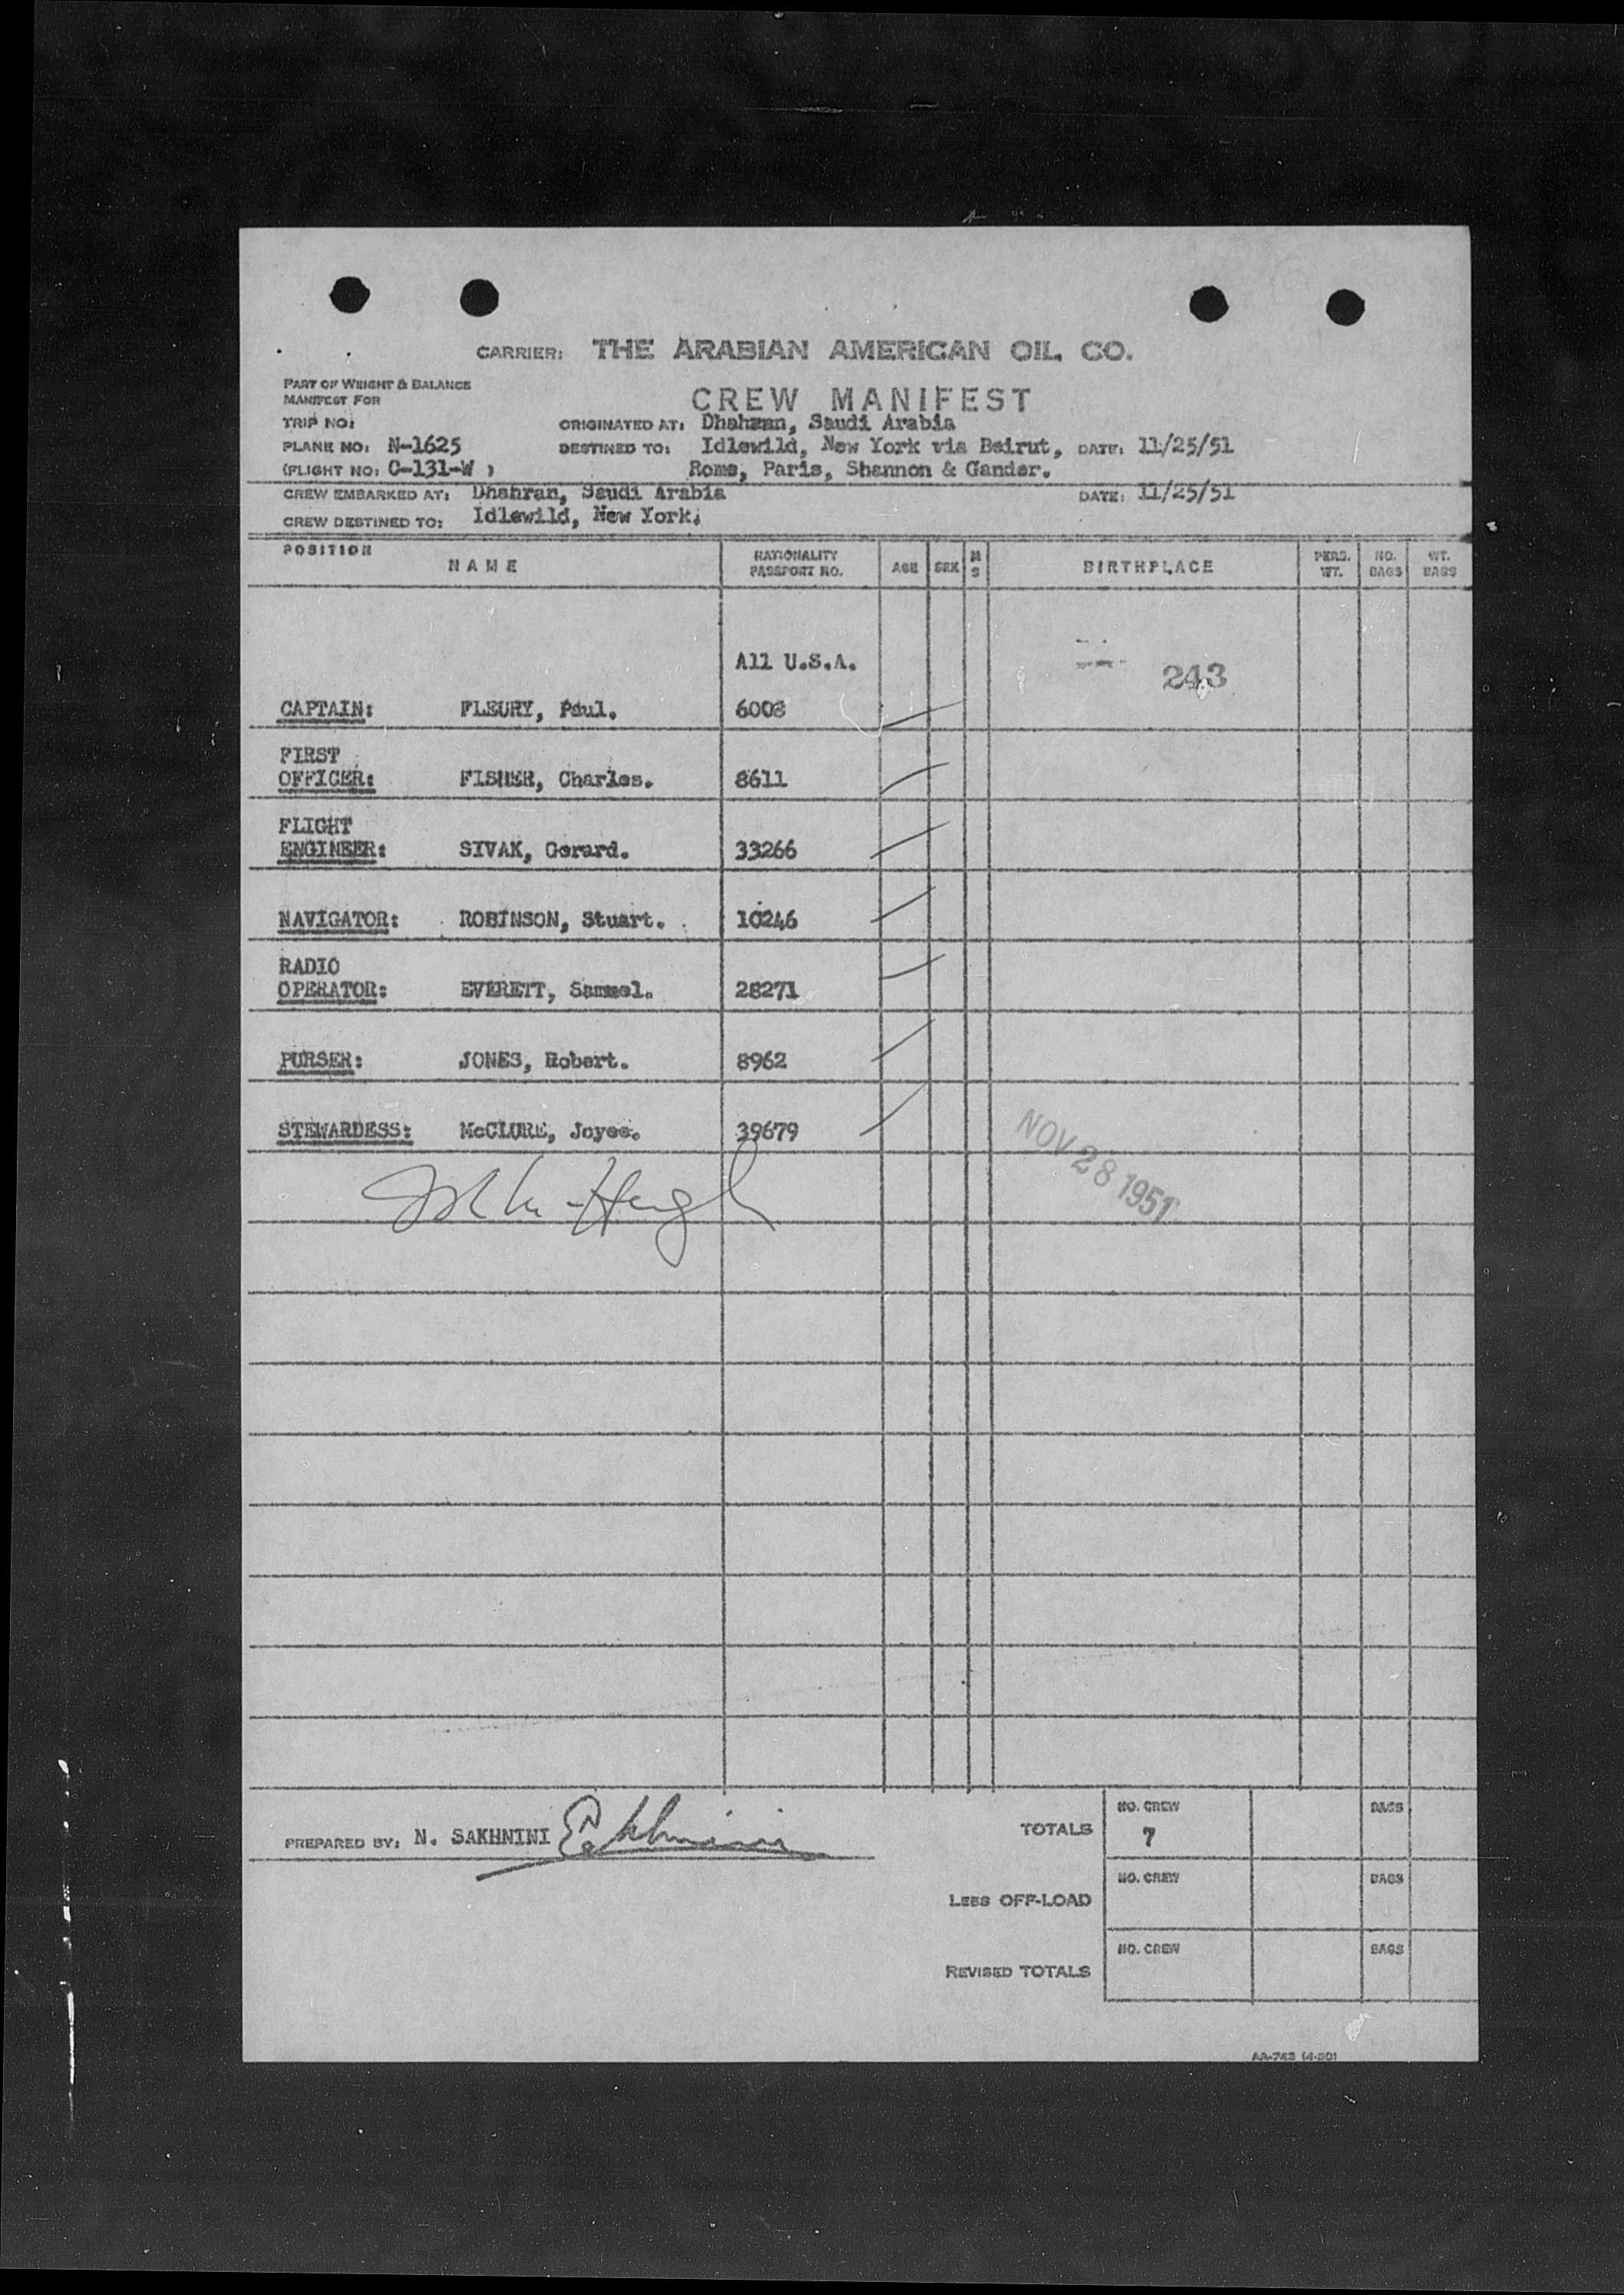 CARRIER: THE ARABIAN AMERICAN OIL CO.
PART OF WEIGHT & BALANCE
MANIFEST FOR
CREW MANIFEST
TRIP NO: ORIGINATED AT: Dhahran, Saudi Arabia
PLANE NO: N-1625 DESTINED TO: Idlewild, New York via Beirut, DATE: 11/25/51
(FLIGHT NO: C-131-W ) Rome, Paris, Shannon & Gander.
CREW EMBARKED AT: Dhahran, Saudi Arabia DATE: 11/25/51
CREW DESTINED TO: Idlewild, New York.
POSITION NAME NATIONALITY PASSPORT NO. AGE SEX M S BIRTHPLACE PERS. WT. NO. BAGS WT. BAGS
All U.S.A.
243
CAPTAIN: FLEURY, Paul. 6008
FIRST
OFFICER: FISHER, Charles. 8611
FLIGHT
ENGINEER: SIVAK, Gerard. 33266
NAVIGATOR: ROBINSON, Stuart. 10246
RADIO
OPERATOR: EVERETT, Sammel. 28271
PURSER: JONES, Robert. 8962
STEWARDESS: McCLURE, Joyce. 39679
NOV 28 1951
PREPARED BY: N. SAKHNINI
TOTALS NO. CREW 7 BAGS
LESS OFF-LOAD NO. CREW BAGS
REVISED TOTALS NO. CREW BAGS
AA-743 (4-50)